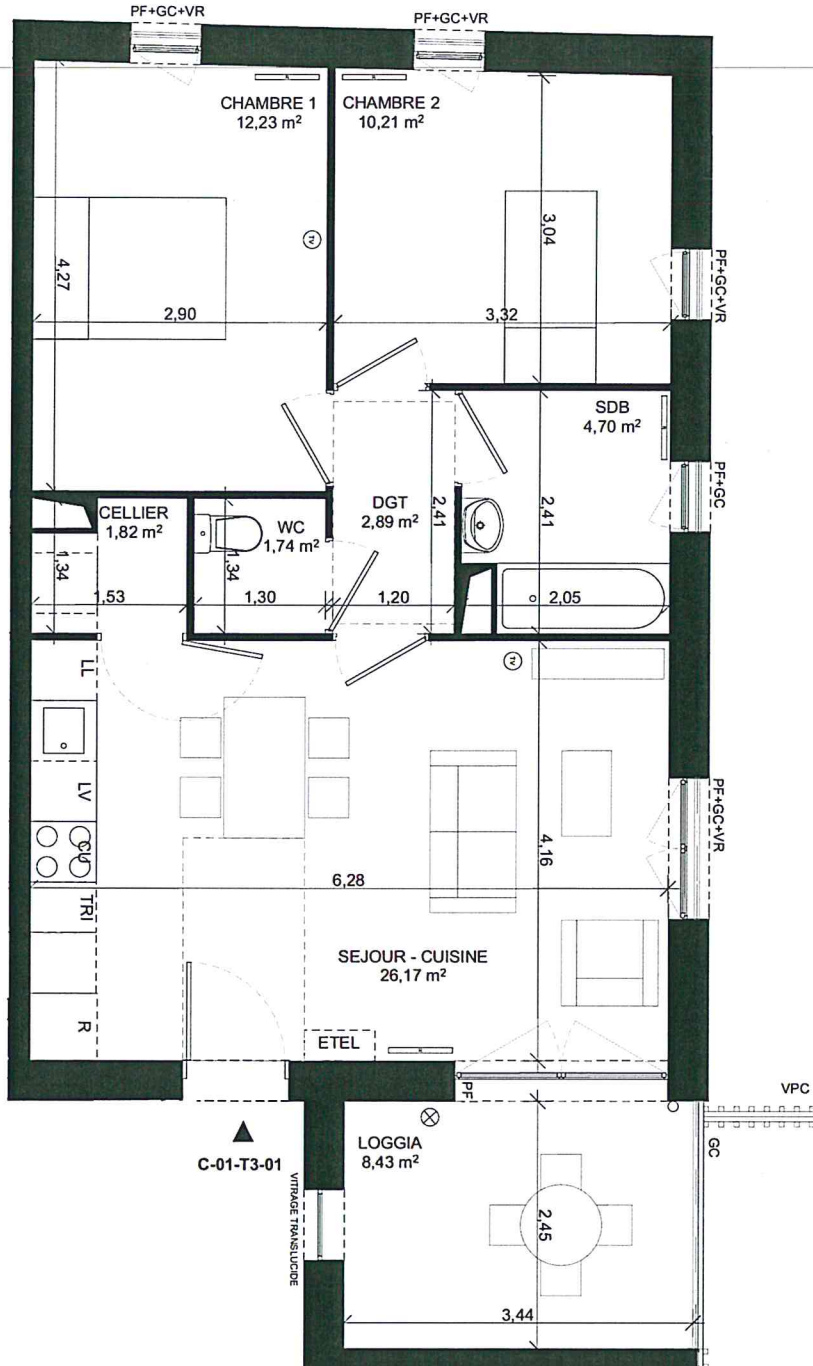 PF+GC+VR
PF+GC+VR
CHAMBRE 1
12,23 m²
CHAMBRE 2
10,21 m²
3,04
4,27
2,90
3,32
PF+GC+VR
SDB
4,70 m²
PF+GC
CELLIER
1,82 m²
WC
1,74 m²
DGT
2,89 m²
2,41
2,41
1,34
1,34
1,53
1,30
1,20
2,05
TV
TV
LL
LV
CU
TRI
R
PF+GC+VR
4,16
6,28
SEJOUR - CUISINE
26,17 m²
ETEL
PF
VPC
GC
C-01-T3-01
LOGGIA
8,43 m²
VITRAGE TRANSLUCIDE
2,45
3,44